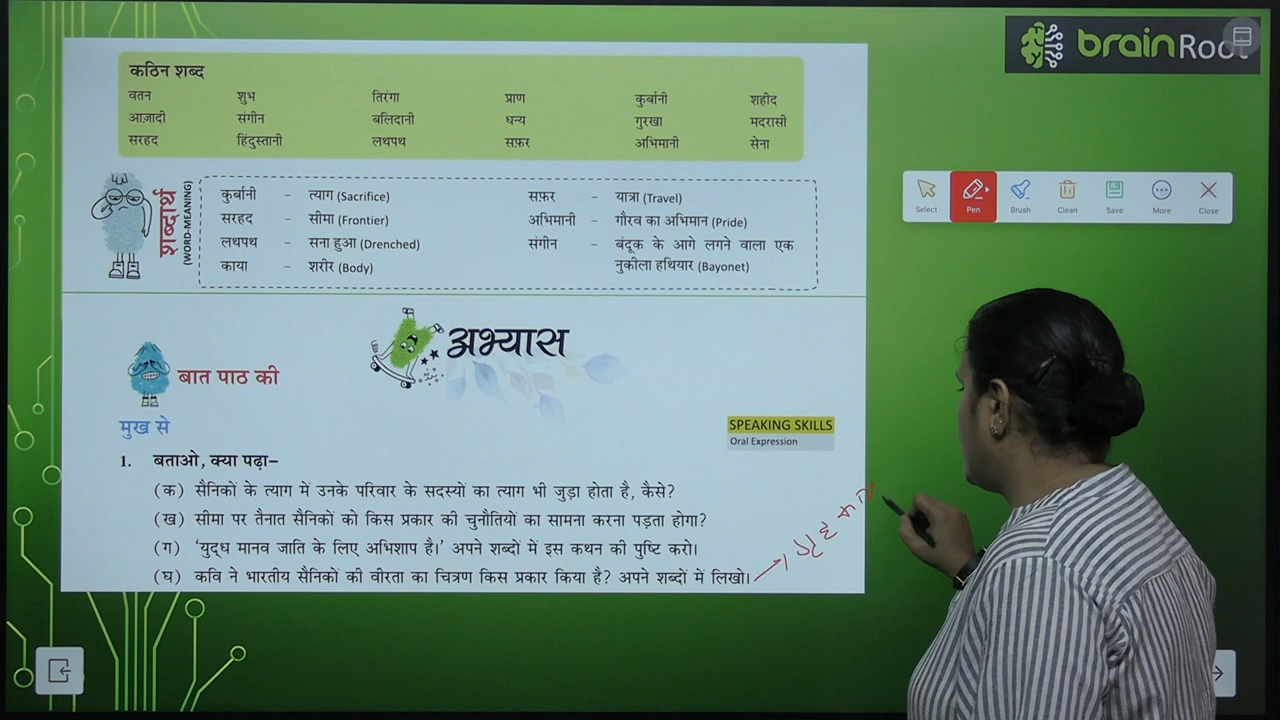 brainRoot
कठिन शब्द
वतन शुभ तिरंगा प्राण कुर्बानी शहीद
आज़ादी संगीन बलिदानी धन्य गुरखा मदरासी
सरहद हिंदुस्तानी लथपथ सफ़र अभिमानी सेना
शब्दार्थ
(WORD-MEANING)
कुर्बानी – त्याग (Sacrifice) सफ़र – यात्रा (Travel)
सरहद – सीमा (Frontier) अभिमानी – गौरव का अभिमान (Pride)
लथपथ – सना हुआ (Drenched) संगीन – बंदूक के आगे लगने वाला एक
काया – शरीर (Body) नुकीला हथियार (Bayonet)
Select Pen Brush Clean Save More Close
अभ्यास
बात पाठ की
मुख से
SPEAKING SKILLS
Oral Expression
1. बताओ, क्या पढ़ा–
(क) सैनिकों के त्याग में उनके परिवार के सदस्यों का त्याग भी जुड़ा होता है, कैसे?
(ख) सीमा पर तैनात सैनिकों को किस प्रकार की चुनौतियों का सामना करना पड़ता होगा?
(ग) 'युद्ध मानव जाति के लिए अभिशाप है।' अपने शब्दों में इस कथन की पुष्टि करो।
(घ) कवि ने भारतीय सैनिकों की वीरता का चित्रण किस प्रकार किया है? अपने शब्दों में लिखो।
गृह